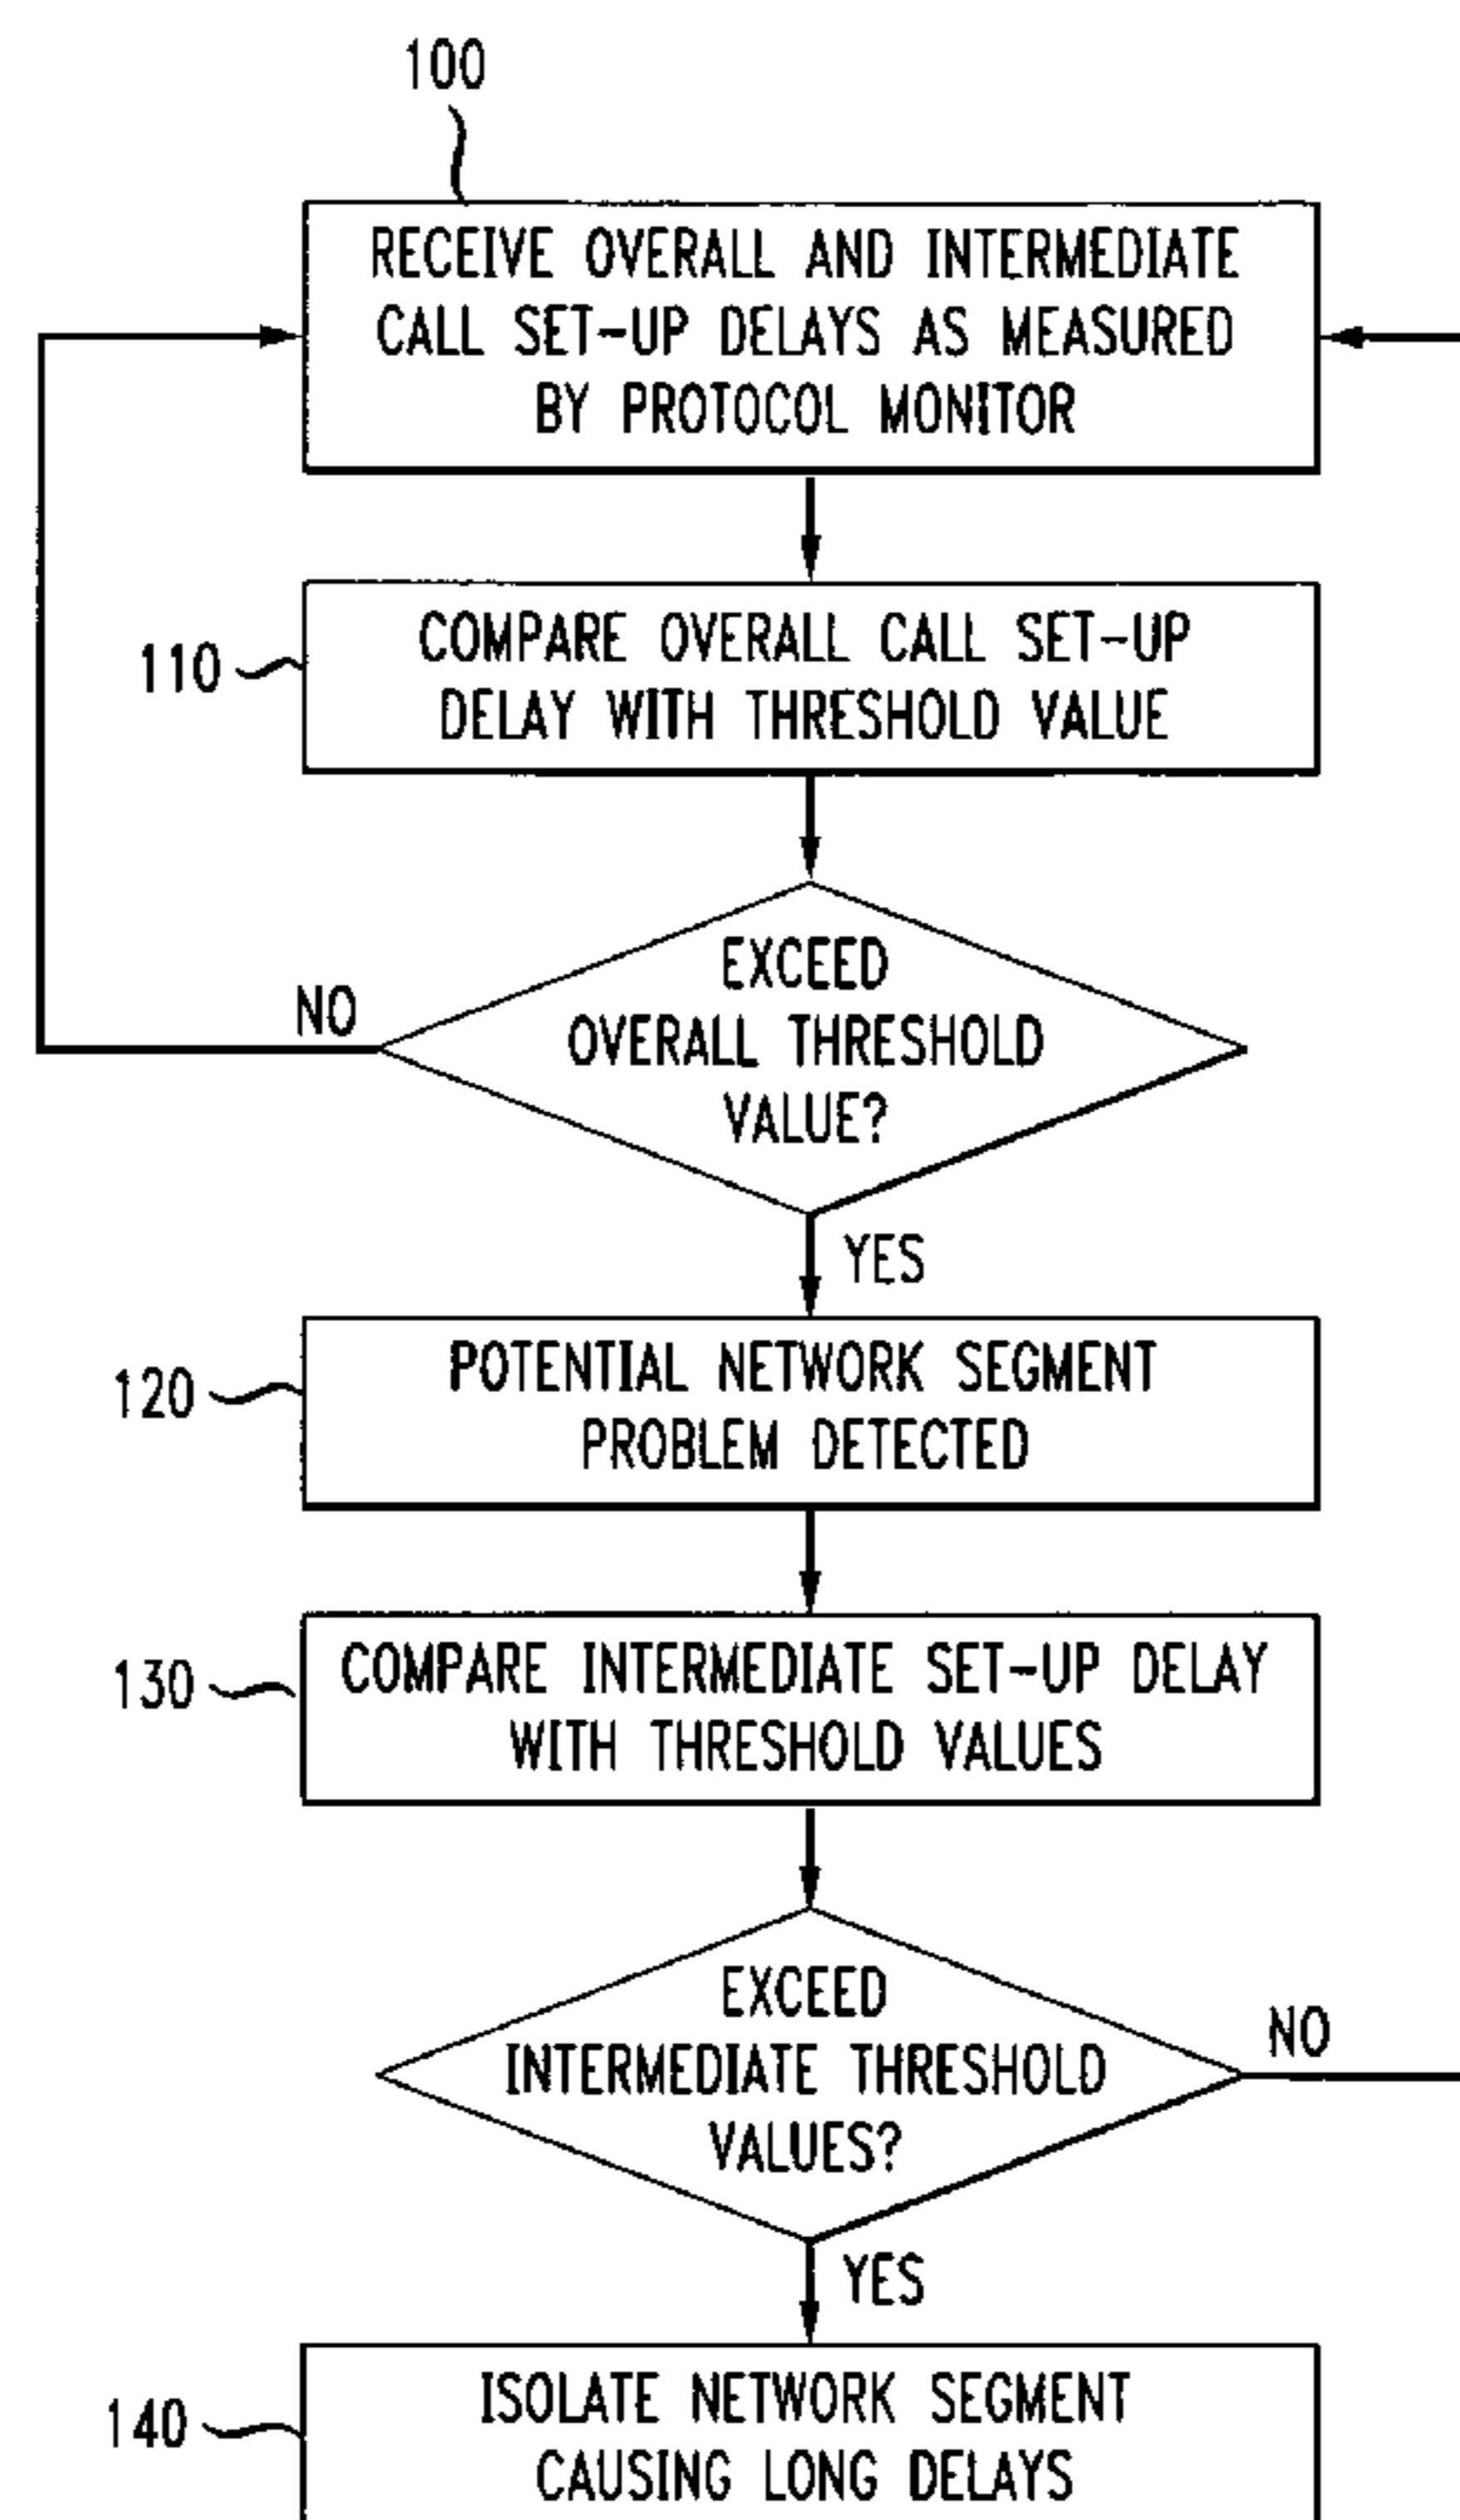 100
RECEIVE OVERALL AND INTERMEDIATE
CALL SET-UP DELAYS AS MEASURED
BY PROTOCOL MONITOR
110
COMPARE OVERALL CALL SET-UP
DELAY WITH THRESHOLD VALUE
EXCEED
OVERALL THRESHOLD
VALUE?
NO
YES
120
POTENTIAL NETWORK SEGMENT
PROBLEM DETECTED
130
COMPARE INTERMEDIATE SET-UP DELAY
WITH THRESHOLD VALUES
EXCEED
INTERMEDIATE THRESHOLD
VALUES?
NO
YES
140
ISOLATE NETWORK SEGMENT
CAUSING LONG DELAYS